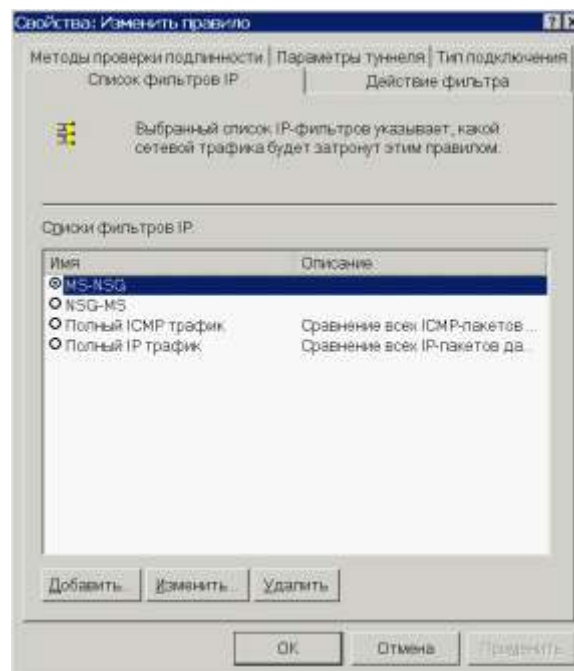 Свойства: Изменить правило
Методы проверки подлинности Параметры туннеля Тип подключения
Список фильтров IP Действие фильтра
Выбранный список IP-фильтров указывает, какой
сетевой трафика будет затронут этим правилом.
Списки фильтров IP:
Имя Описание
MS-NSG
NSG-MS
Полный ICMP трафик Сравнение всех ICMP-пакетов ...
Полный IP трафик Сравнение всех IP-пакетов да...
Добавить... Изменить... Удалить
OK Отмена Применить